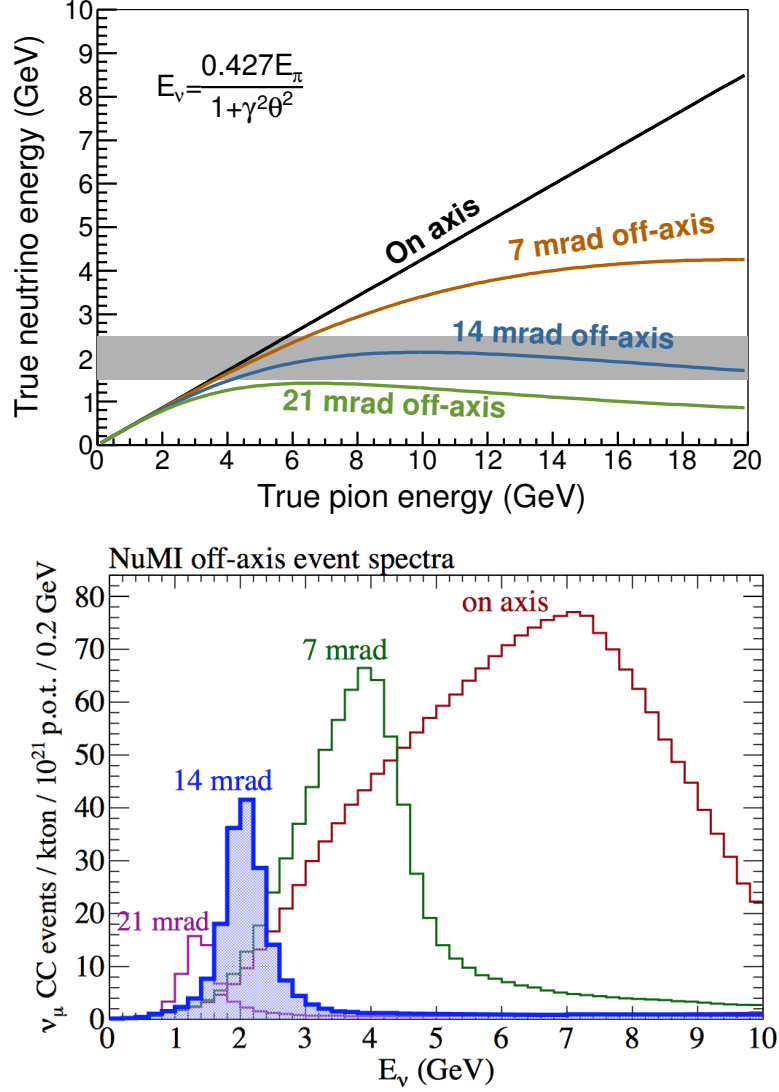 10
9
8
7
6
5
4
3
2
1
0
True neutrino energy (GeV)
E_ν = 0.427E_π / 1+γ²θ²
On axis
7 mrad off-axis
14 mrad off-axis
21 mrad off-axis
0 2 4 6 8 10 12 14 16 18 20
True pion energy (GeV)
NuMI off-axis event spectra
80
70
60
50
40
30
20
10
0
ν_μ CC events / kton / 10²¹ p.o.t. / 0.2 GeV
on axis
7 mrad
14 mrad
21 mrad
0 1 2 3 4 5 6 7 8 9 10
E_ν (GeV)